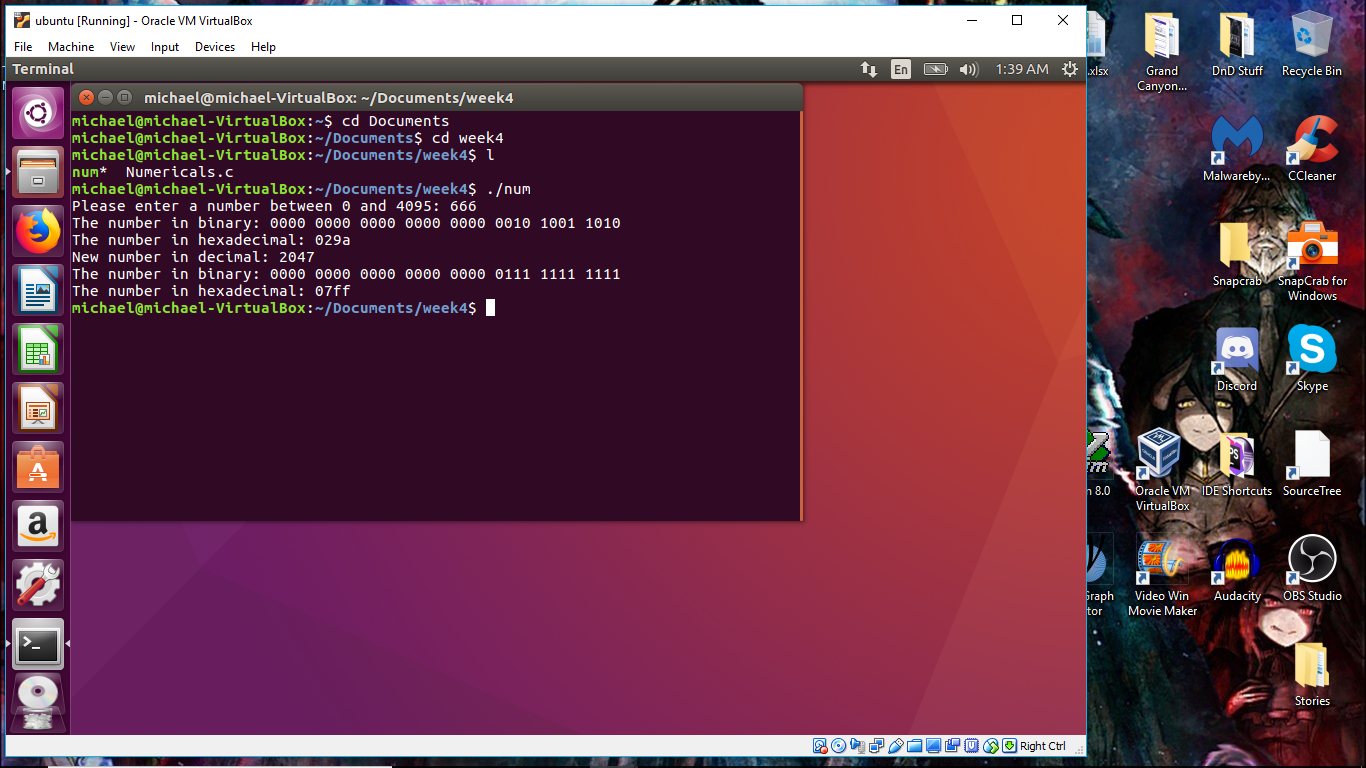 ubuntu [Running] - Oracle VM VirtualBox
File Machine View Input Devices Help
Terminal En 1:39 AM
michael@michael-VirtualBox: ~/Documents/week4
michael@michael-VirtualBox:~$ cd Documents
michael@michael-VirtualBox:~/Documents$ cd week4
michael@michael-VirtualBox:~/Documents/week4$ l
num*  Numericals.c
michael@michael-VirtualBox:~/Documents/week4$ ./num
Please enter a number between 0 and 4095: 666
The number in binary: 0000 0000 0000 0000 0000 0010 1001 1010
The number in hexadecimal: 029a
New number in decimal: 2047
The number in binary: 0000 0000 0000 0000 0000 0111 1111 1111
The number in hexadecimal: 07ff
michael@michael-VirtualBox:~/Documents/week4$
Right Ctrl
.xlsx
Grand
Canyon...
DnD Stuff
Recycle Bin
Malwareby...
CCleaner
Snapcrab
SnapCrab for
Windows
Discord
Skype
8.0
Oracle VM
VirtualBox
IDE Shortcuts
SourceTree
Video Win
Movie Maker
Audacity
OBS Studio
Stories